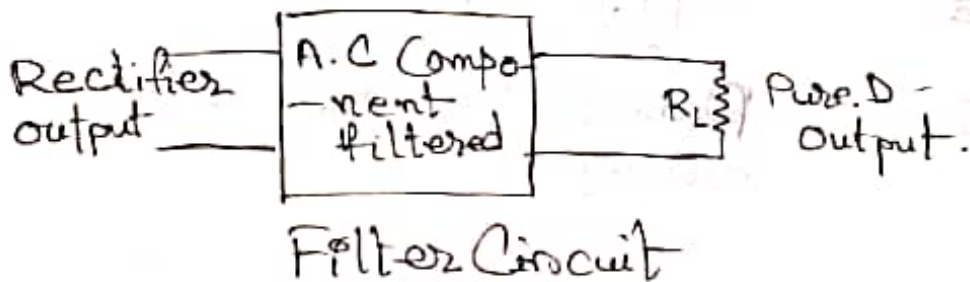 Rectifier
output
A.C Compo
-nent
filtered
RL
Pure.D -
Output.
Filter Circuit